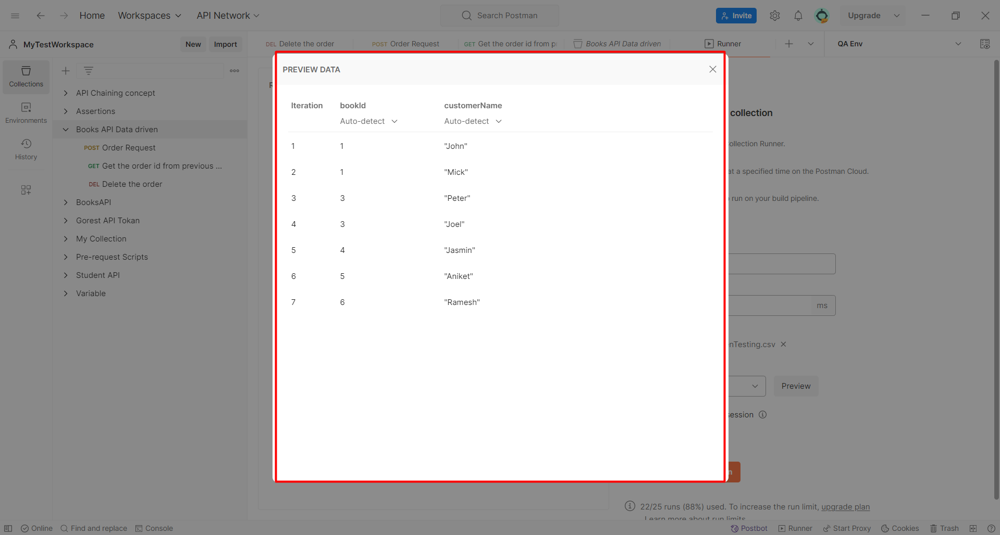 Home Workspaces API Network Search Postman Invite Upgrade
MyTestWorkspace New Import
DEL Delete the order POST Order Request GET Get the order id from Books API Data driven Runner QA Env
Collections
Environments
History
API Chaining concept
Assertions
Books API Data driven
POST Order Request
GET Get the order id from previous ...
DEL Delete the order
BooksAPI
Gorest API Tokan
My Collection
Pre-request Scripts
Student API
Variable
PREVIEW DATA
Iteration bookId customerName
Auto-detect Auto-detect
1 1 "John"
2 1 "Mick"
3 3 "Peter"
4 3 "Joel"
5 4 "Jasmin"
6 5 "Aniket"
7 6 "Ramesh"
collection
Collection Runner.
at a specified time on the Postman Cloud.
run on your build pipeline.
ms
nTesting.csv
Preview
session
22/25 runs (88%) used. To increase the run limit, upgrade plan
Learn more about run limits
Online Find and replace Console Postbot Runner Start Proxy Cookies Trash